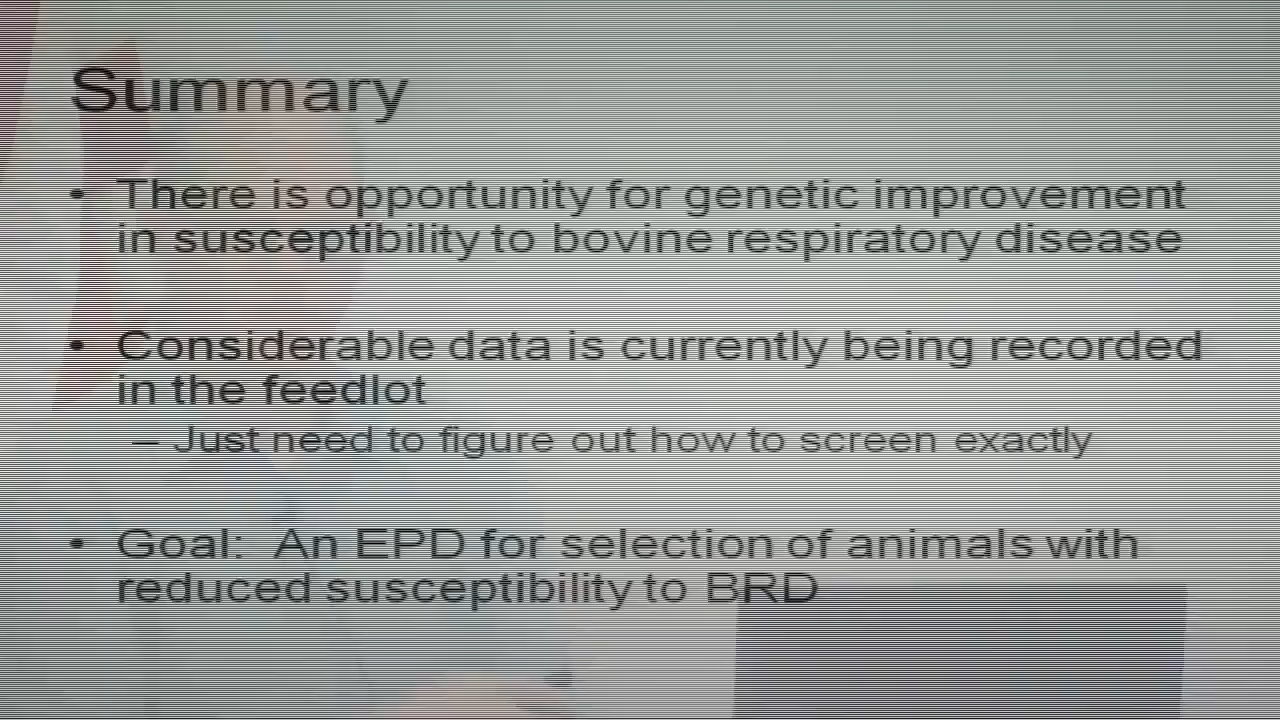 Summary
• There is opportunity for genetic improvement
in susceptibility to bovine respiratory disease
• Considerable data is currently being recorded
in the feedlot
– Just need to figure out how to screen exactly
• Goal:  An EPD for selection of animals with
reduced susceptibility to BRD